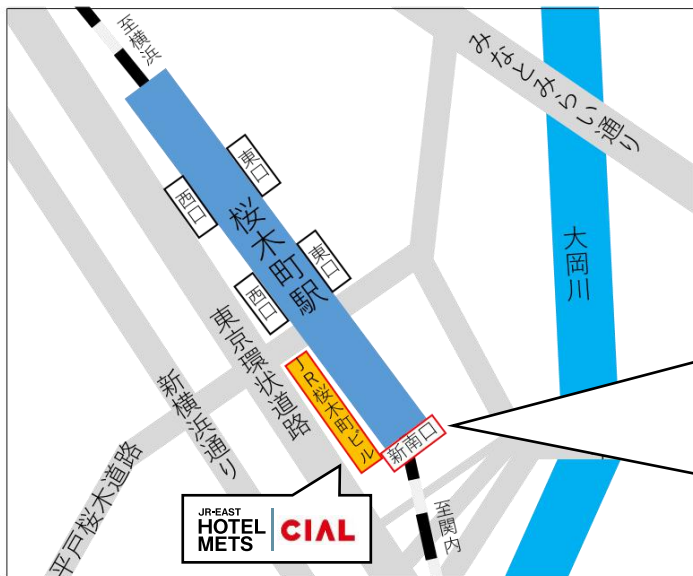 至横浜
みなとみらい通り
東口
西口
桜木町駅
東口
西口
大岡川
東京環状道路
JR桜木町ビル
新横浜通り
新南口
平戸桜木道路
至関内
JR-EAST
HOTEL
METS
CIAL